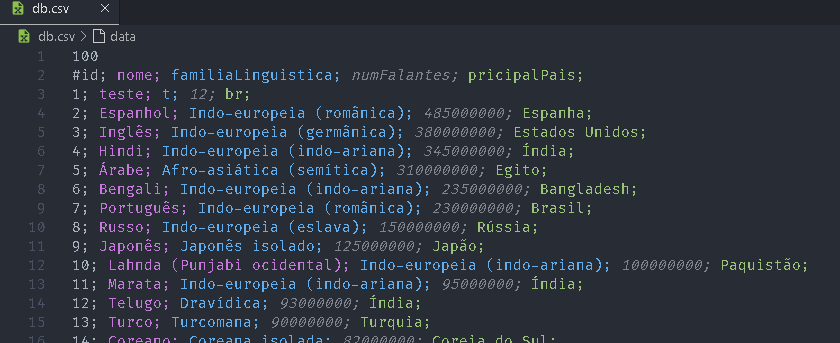 db.csv ×
db.csv > data
1 100
2 #id; nome; familiaLinguistica; numFalantes; pricipalPais;
3 1; teste; t; 12; br;
4 2; Espanhol; Indo-europeia (românica); 485000000; Espanha;
5 3; Inglês; Indo-europeia (germânica); 380000000; Estados Unidos;
6 4; Hindi; Indo-europeia (indo-ariana); 345000000; Índia;
7 5; Árabe; Afro-asiática (semítica); 310000000; Egito;
8 6; Bengali; Indo-europeia (indo-ariana); 235000000; Bangladesh;
9 7; Português; Indo-europeia (românica); 230000000; Brasil;
10 8; Russo; Indo-europeia (eslava); 150000000; Rússia;
11 9; Japonês; Japonês isolado; 125000000; Japão;
12 10; Lahnda (Punjabi ocidental); Indo-europeia (indo-ariana); 100000000; Paquistão;
13 11; Marata; Indo-europeia (indo-ariana); 95000000; Índia;
14 12; Telugo; Dravídica; 93000000; Índia;
15 13; Turco; Turcomana; 90000000; Turquia;
16 14; Coreano; Coreana isolada; 82000000; Coreia do Sul;